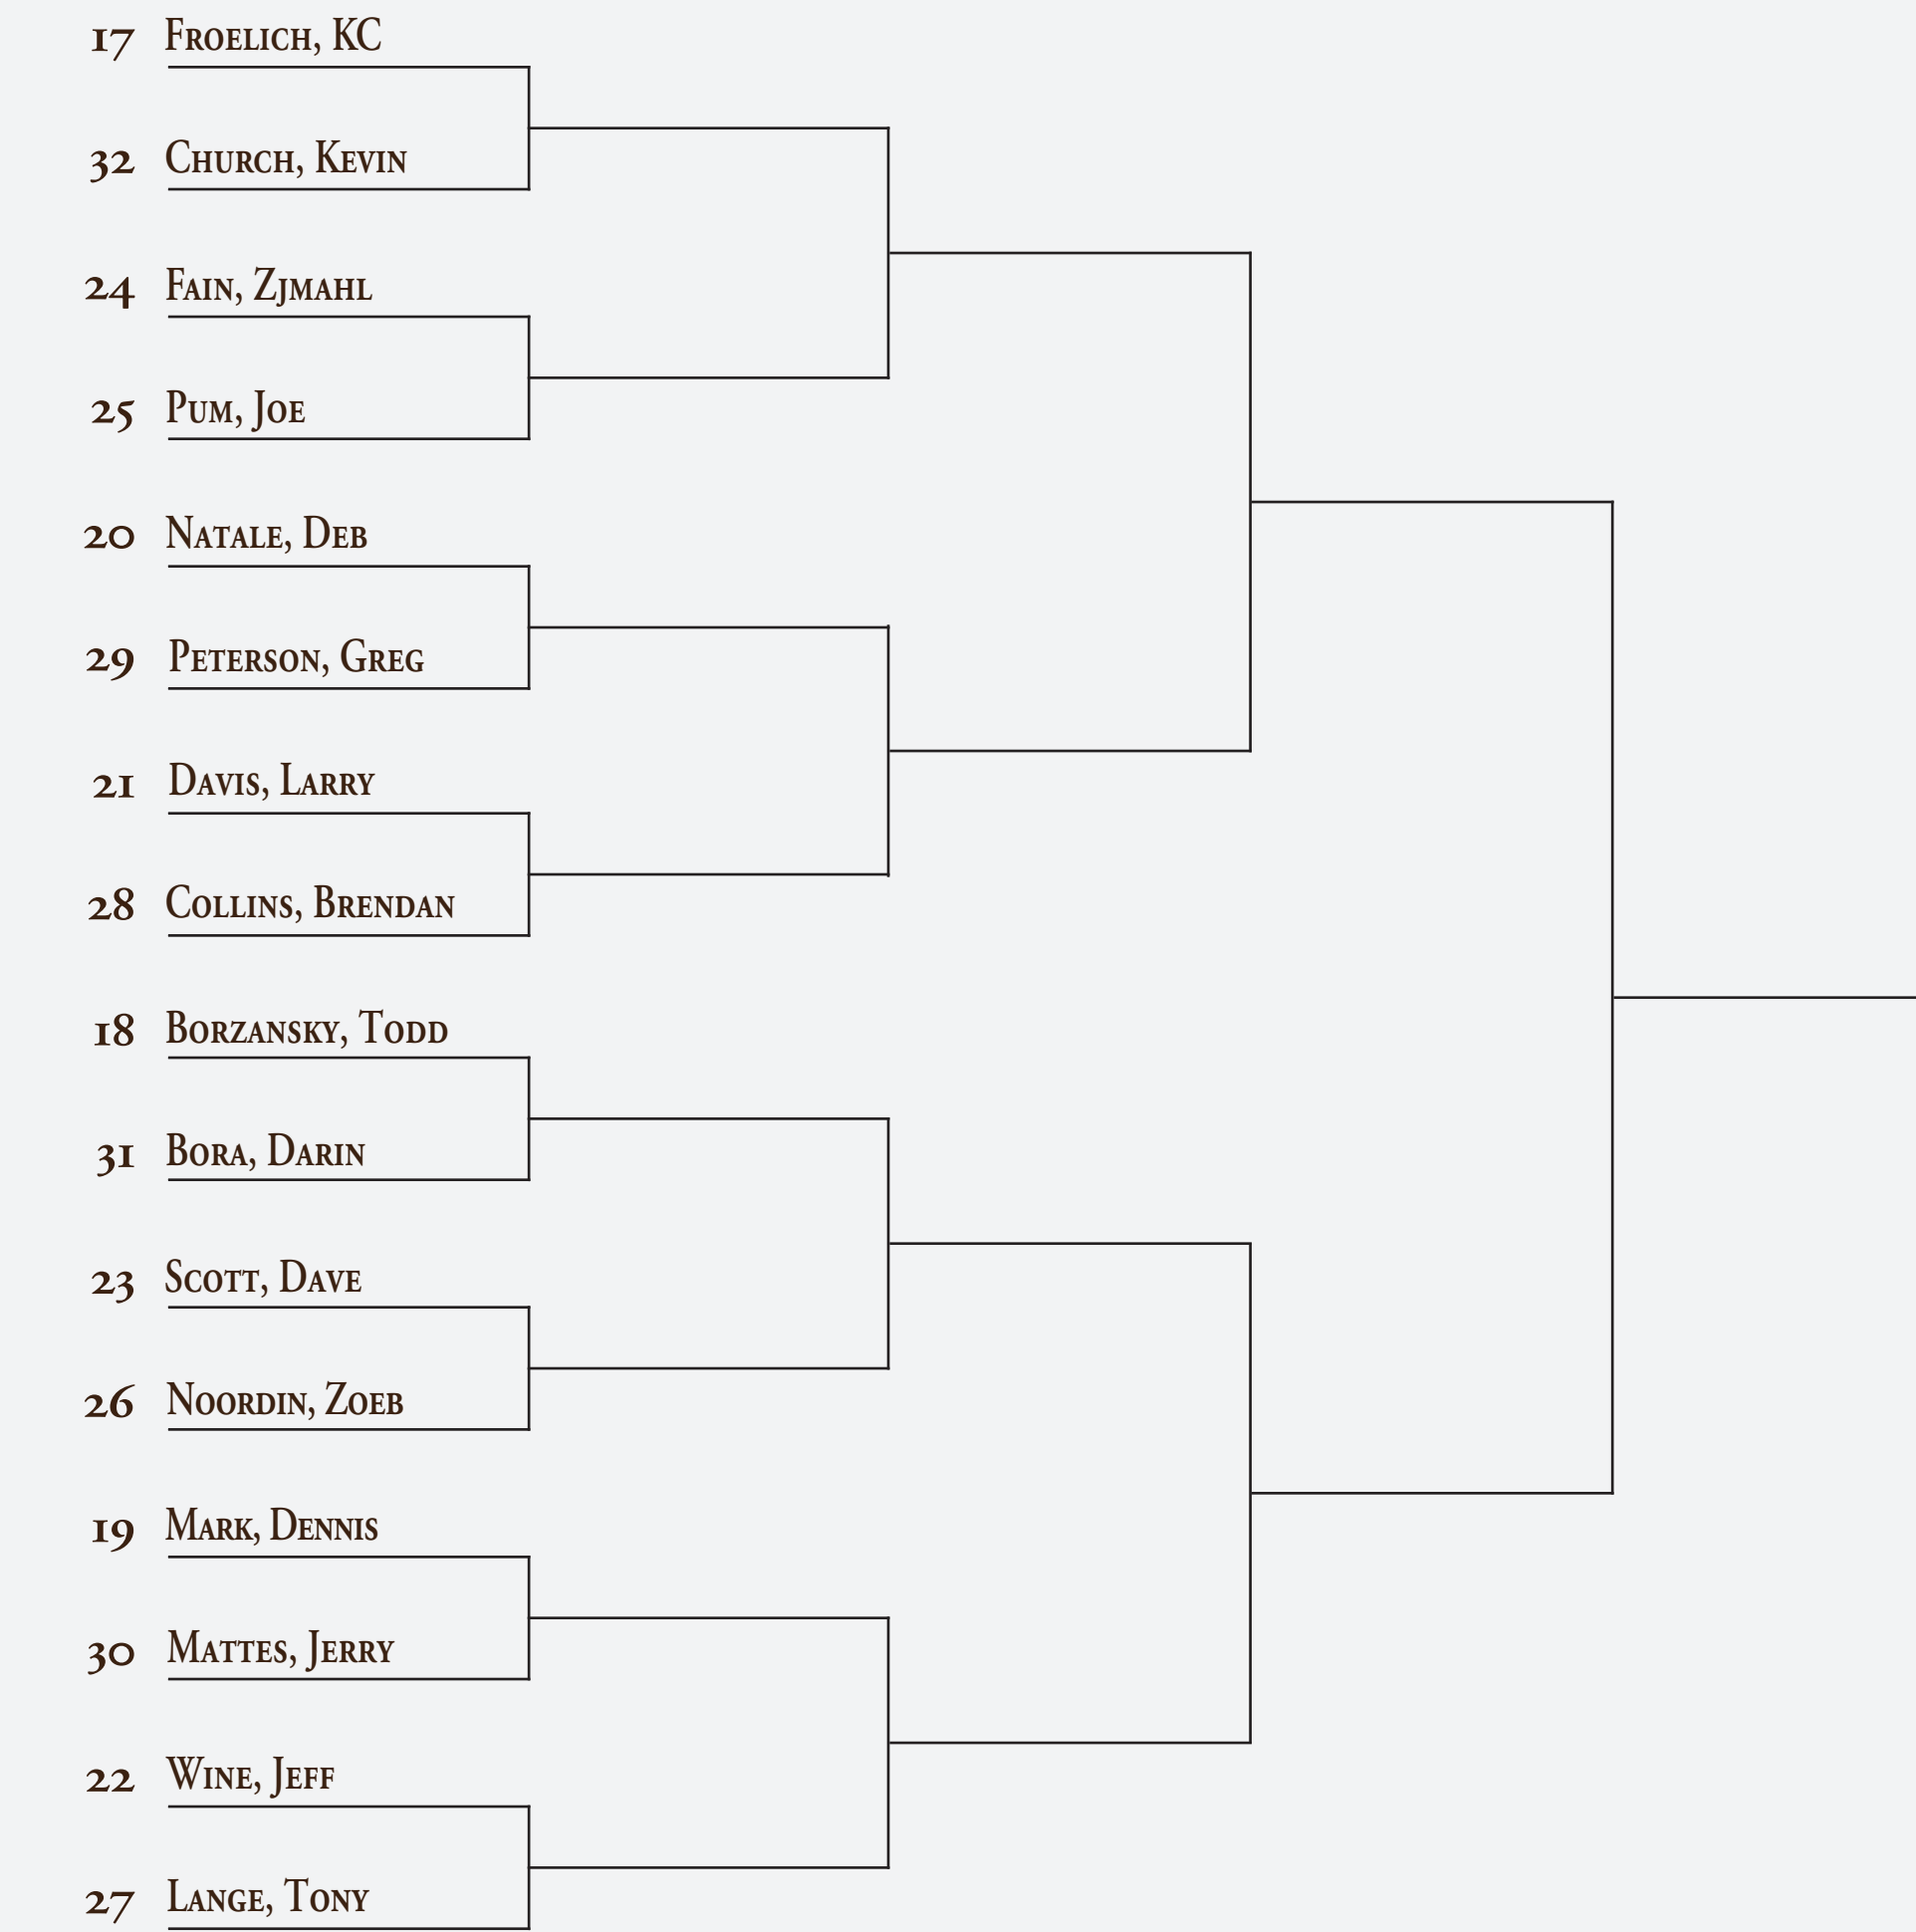 17 Froelich, KC
32 Church, Kevin
24 Fain, Zjmahl
25 Pum, Joe
20 Natale, Deb
29 Peterson, Greg
21 Davis, Larry
28 Collins, Brendan
18 Borzansky, Todd
31 Bora, Darin
23 Scott, Dave
26 Noordin, Zoeb
19 Mark, Dennis
30 Mattes, Jerry
22 Wine, Jeff
27 Lange, Tony